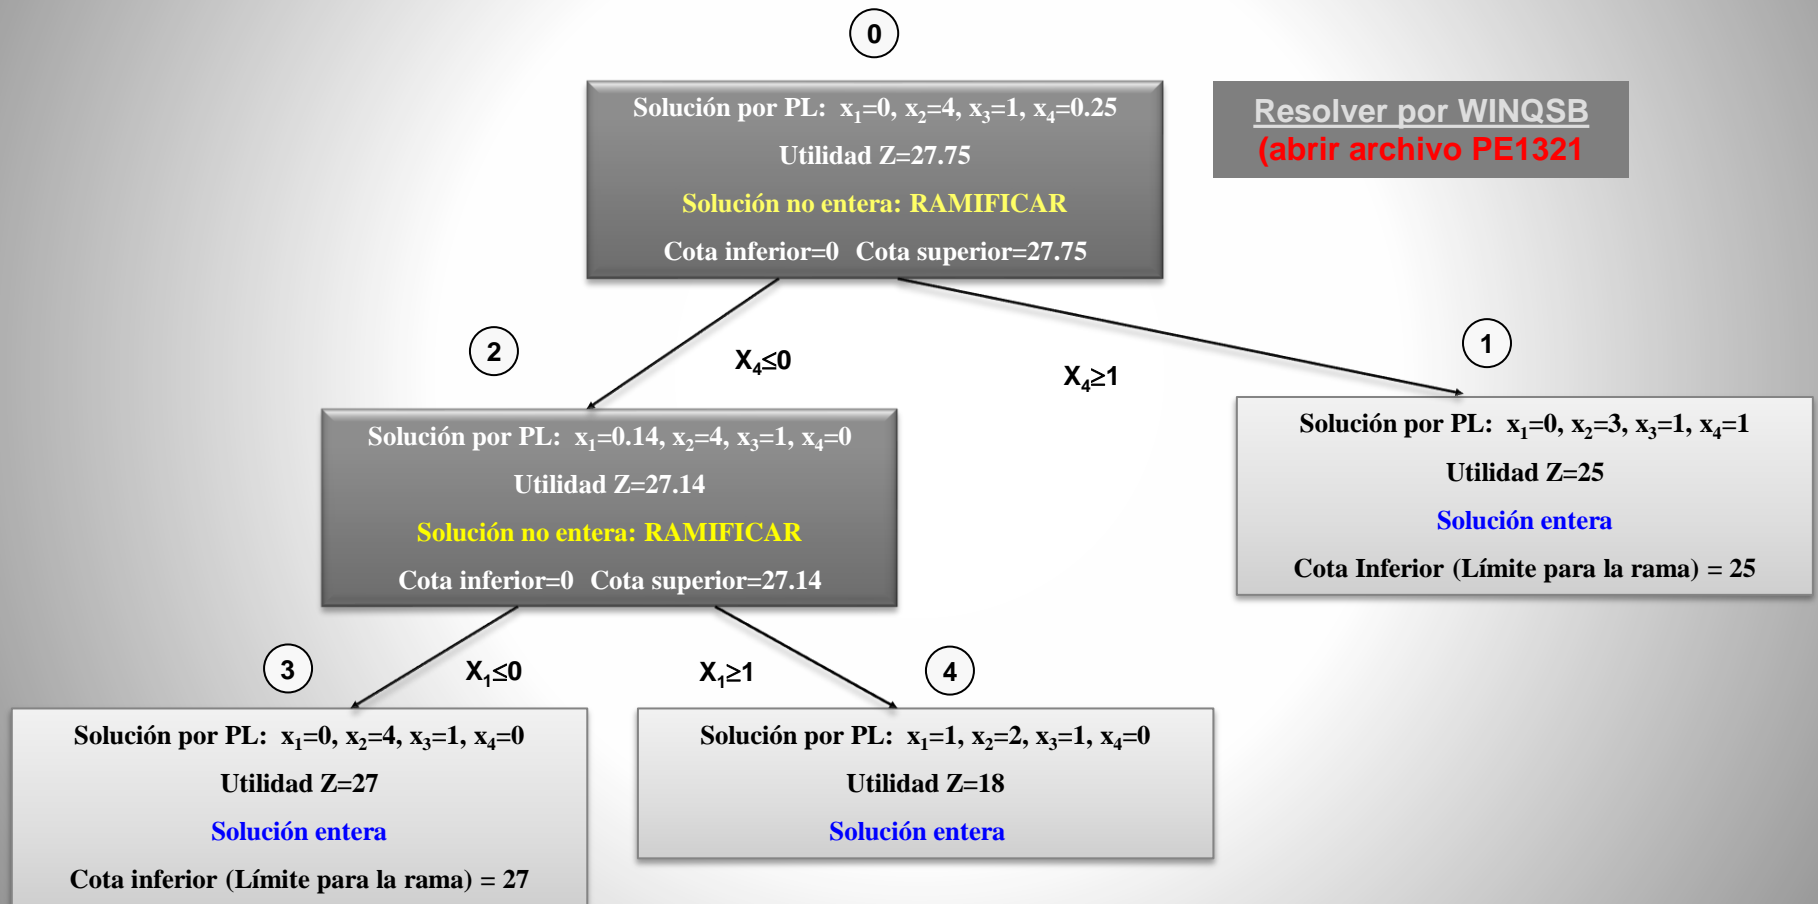 0
Solución por PL: x₁=0, x₂=4, x₃=1, x₄=0.25
Utilidad Z=27.75
Solución no entera: RAMIFICAR
Cota inferior=0 Cota superior=27.75
Resolver por WINQSB
(abrir archivo PE1321
2
X₄≤0
X₄≥1
1
Solución por PL: x₁=0.14, x₂=4, x₃=1, x₄=0
Utilidad Z=27.14
Solución no entera: RAMIFICAR
Cota inferior=0 Cota superior=27.14
Solución por PL: x₁=0, x₂=3, x₃=1, x₄=1
Utilidad Z=25
Solución entera
Cota Inferior (Límite para la rama) = 25
3
X₁≤0
X₁≥1
4
Solución por PL: x₁=0, x₂=4, x₃=1, x₄=0
Utilidad Z=27
Solución entera
Cota inferior (Límite para la rama) = 27
Solución por PL: x₁=1, x₂=2, x₃=1, x₄=0
Utilidad Z=18
Solución entera